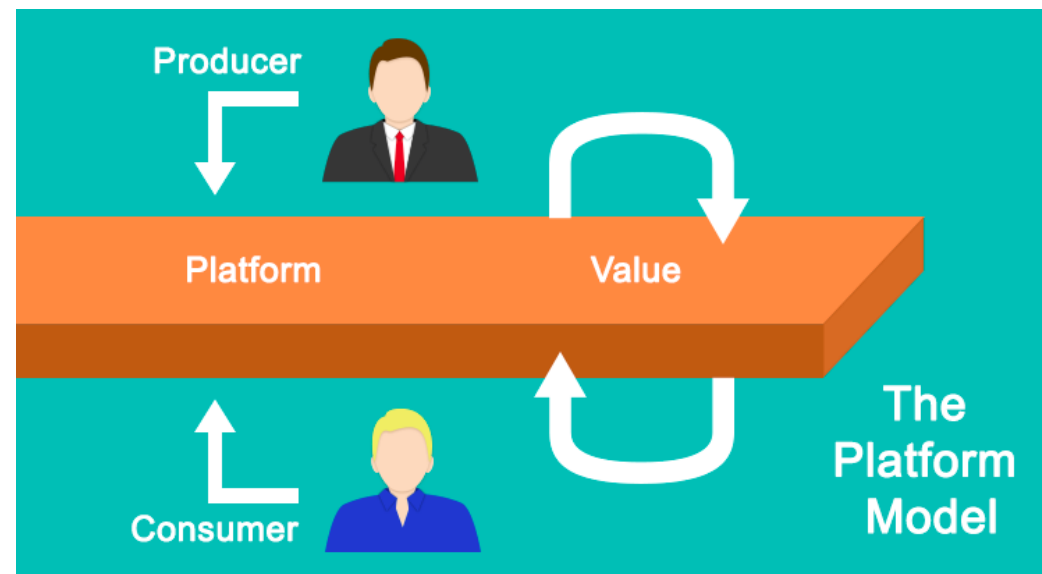 Producer
Platform
Value
Consumer
The
Platform
Model